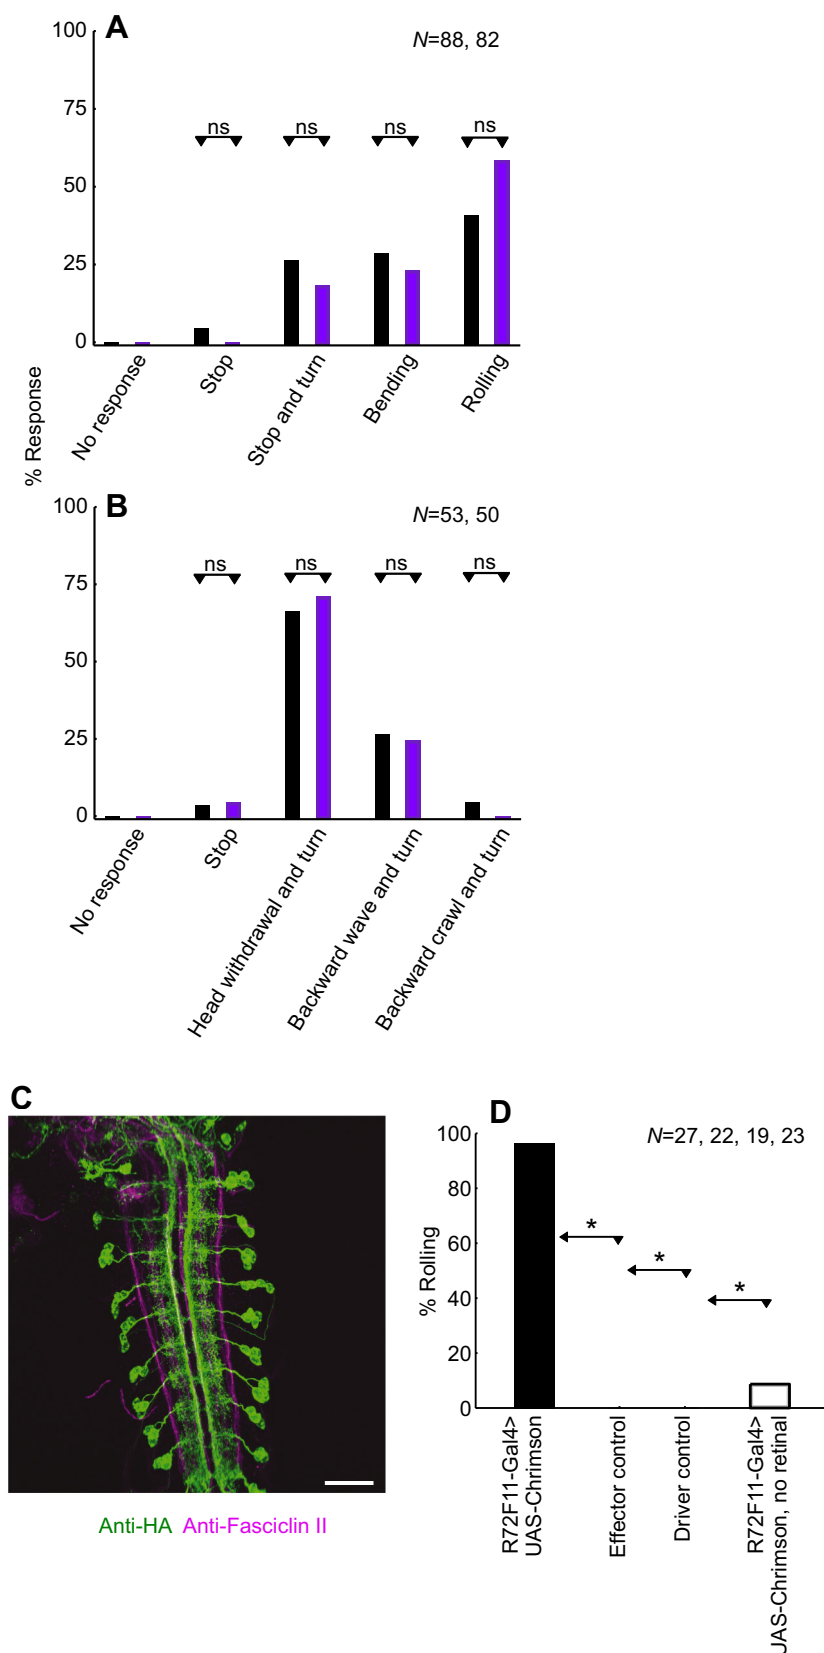 A
N=88, 82
100
75
50
25
0
ns
ns
ns
ns
No response
Stop
Stop and turn
Bending
Rolling
% Response
B
N=53, 50
100
75
50
25
0
ns
ns
ns
ns
No response
Stop
Head withdrawal and turn
Backward wave and turn
Backward crawl and turn
C
Anti-HA Anti-Fasciclin II
D
N=27, 22, 19, 23
100
80
60
40
20
0
% Rolling
*
*
*
R72F11-Gal4>
UAS-Chrimson
Effector control
Driver control
R72F11-Gal4>
UAS-Chrimson, no retinal